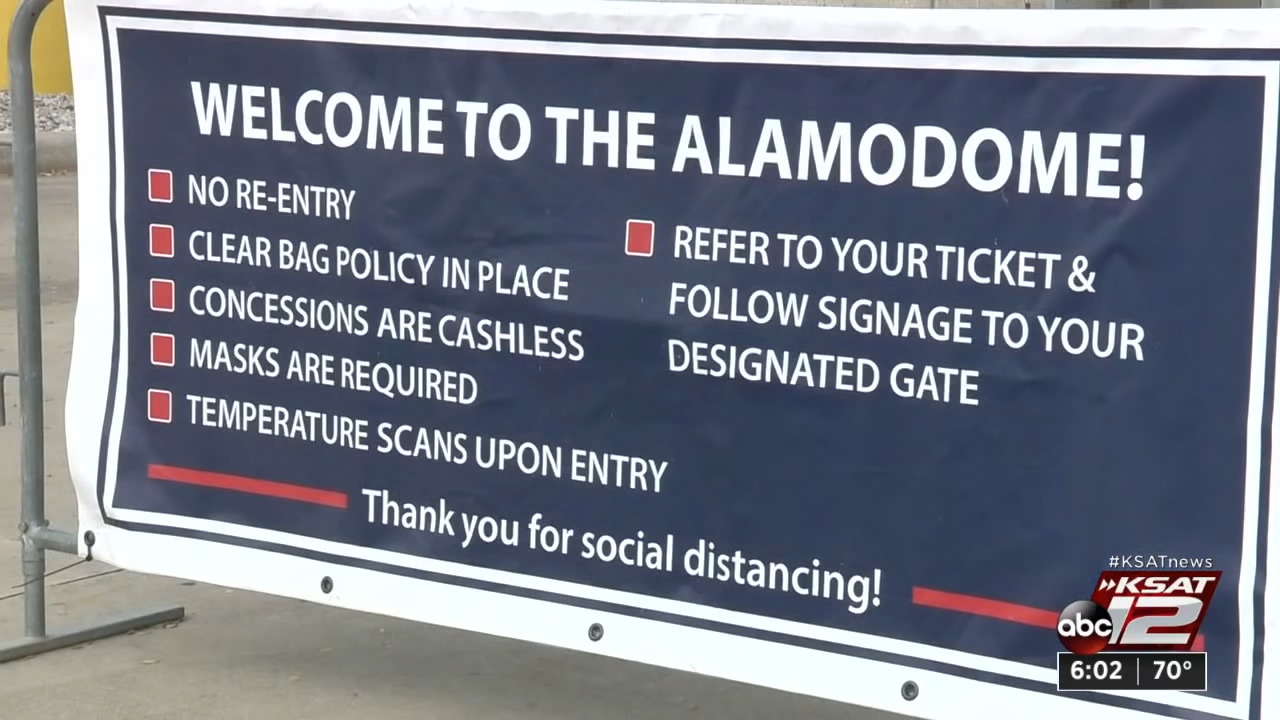 WELCOME TO THE ALAMODOME!
NO RE-ENTRY
CLEAR BAG POLICY IN PLACE
CONCESSIONS ARE CASHLESS
MASKS ARE REQUIRED
TEMPERATURE SCANS UPON ENTRY
REFER TO YOUR TICKET &
FOLLOW SIGNAGE TO YOUR
DESIGNATED GATE
Thank you for social distancing!
#KSATnews
KSAT
abc 12
6:02 70°